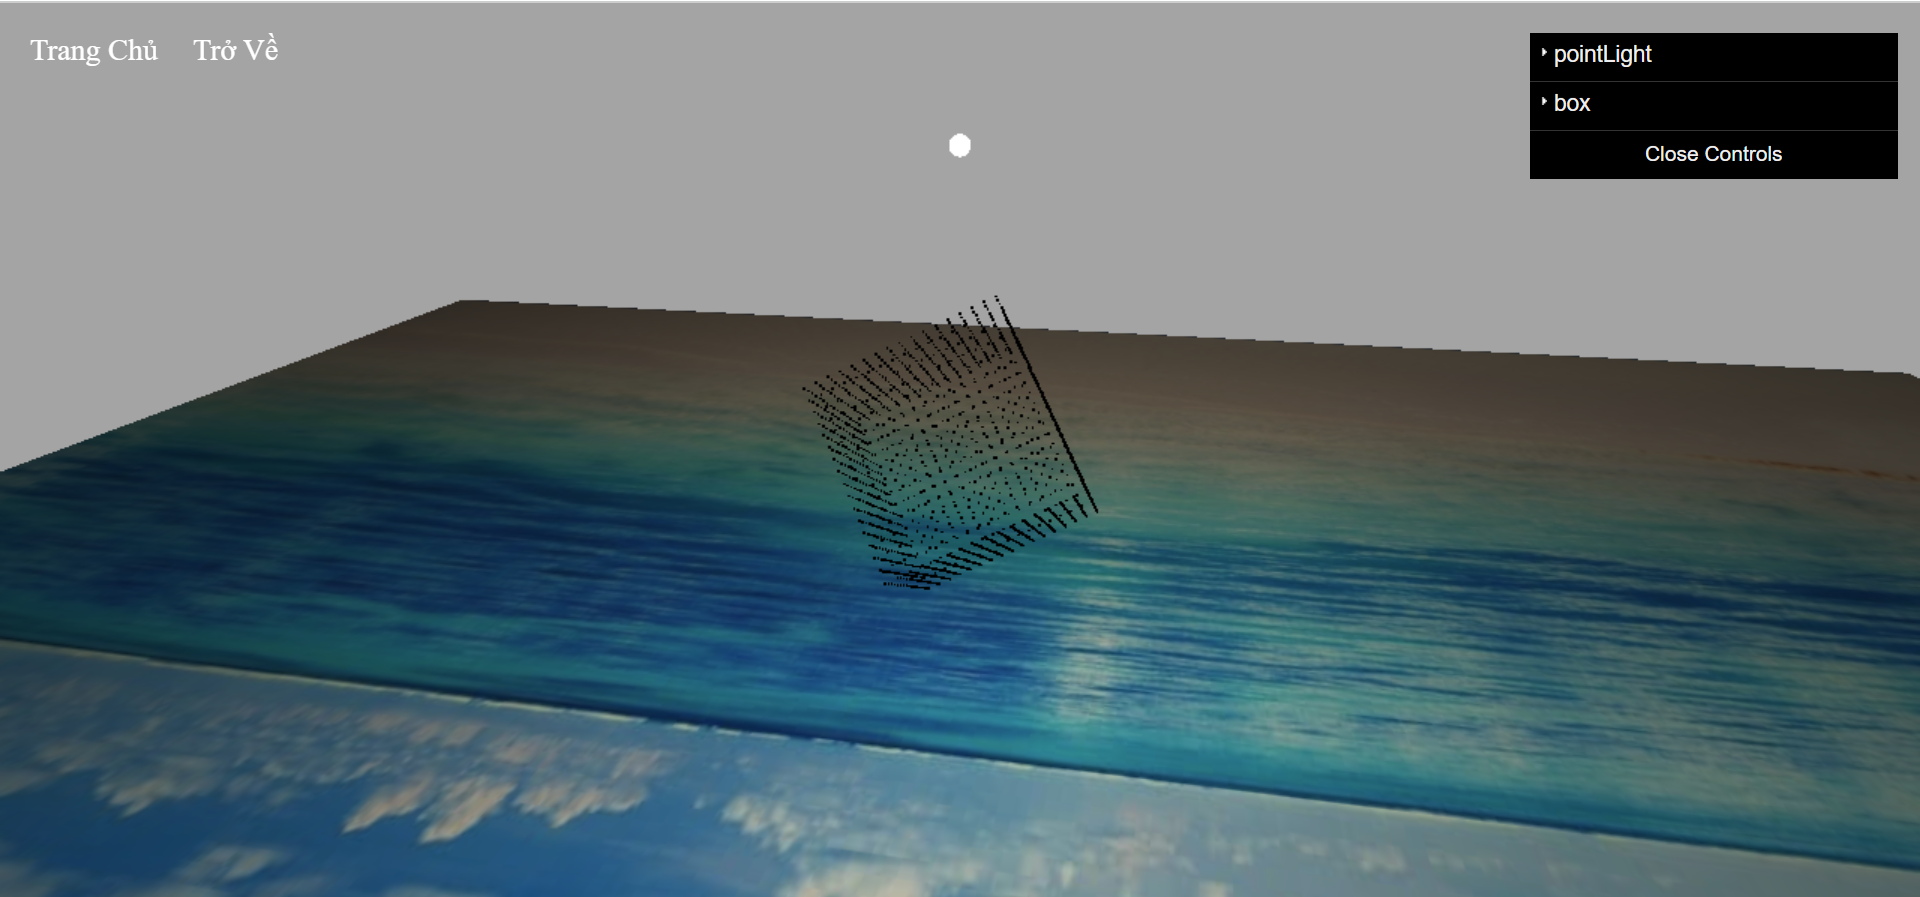 Trang Chủ Trở Về
pointLight
box
Close Controls